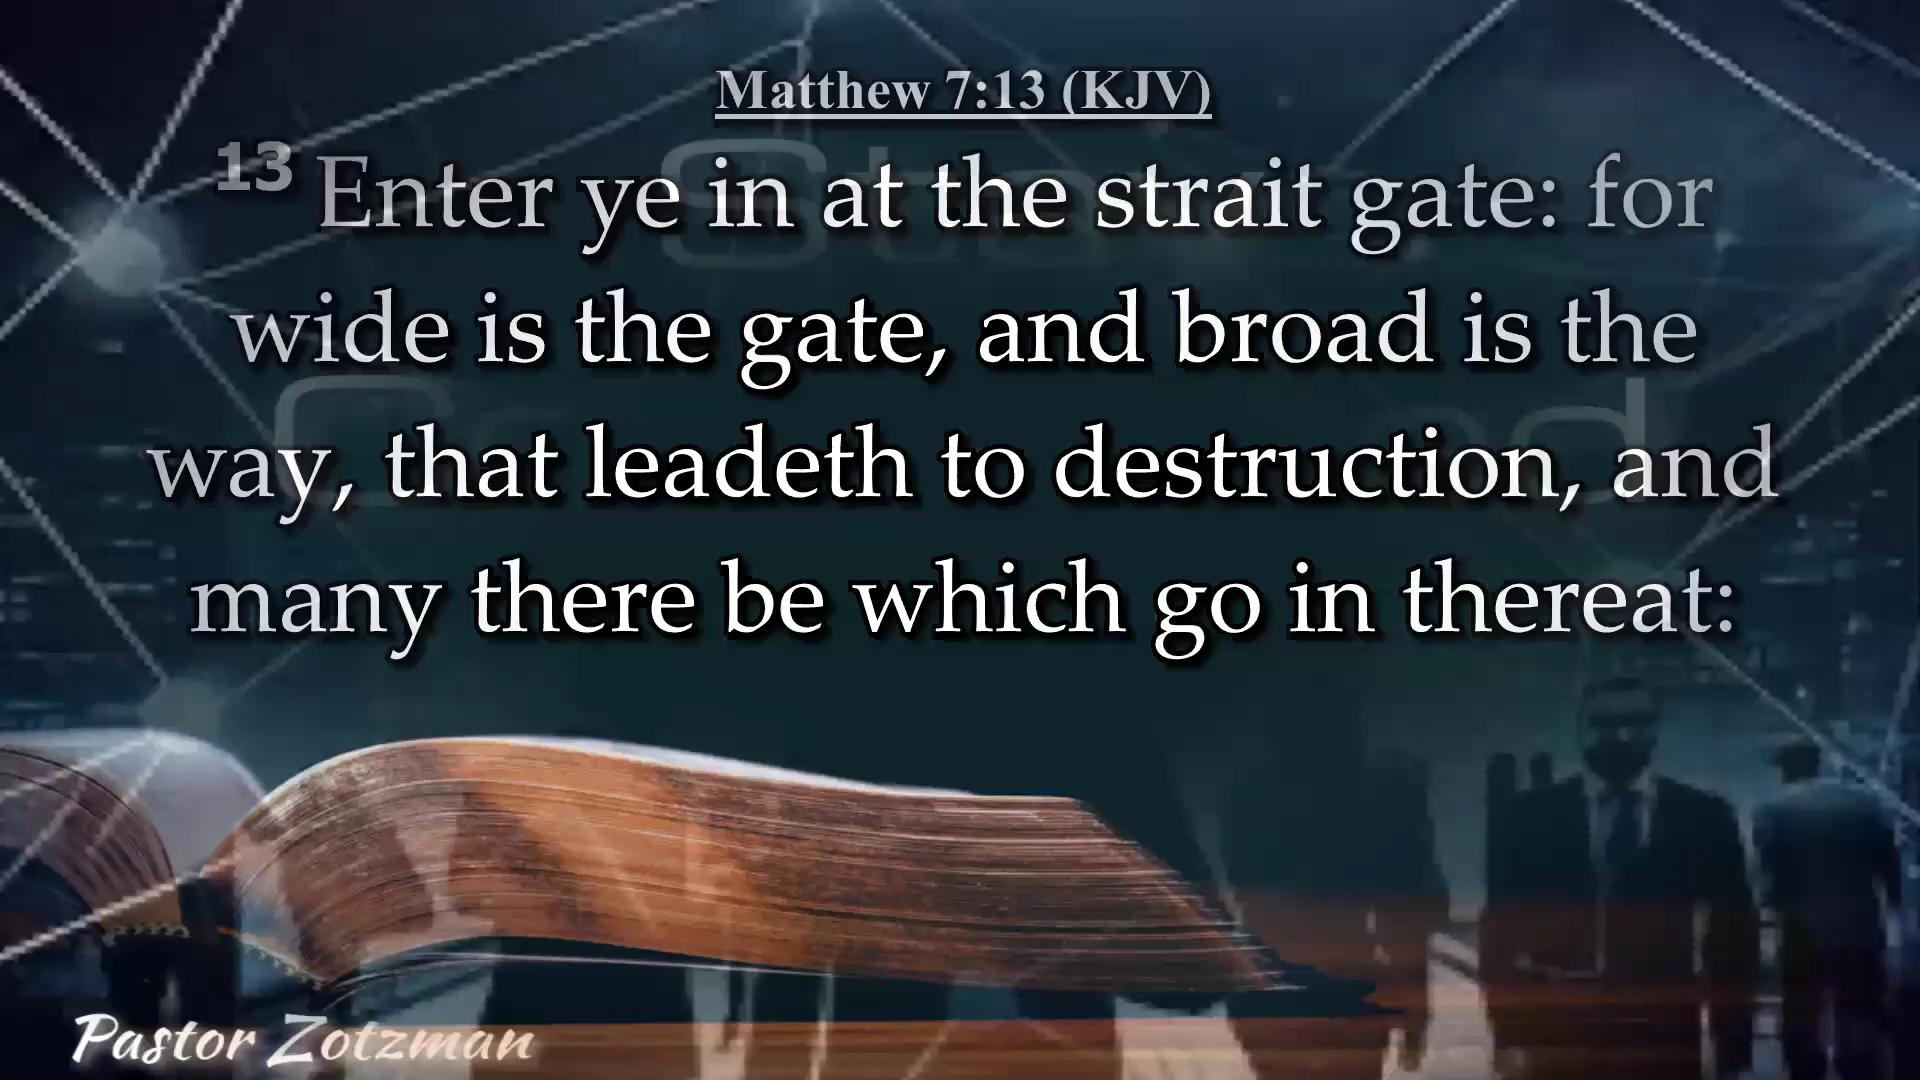 Matthew 7:13 (KJV)
13 Enter ye in at the strait gate: for
wide is the gate, and broad is the
way, that leadeth to destruction, and
many there be which go in thereat:
Pastor Zotzman